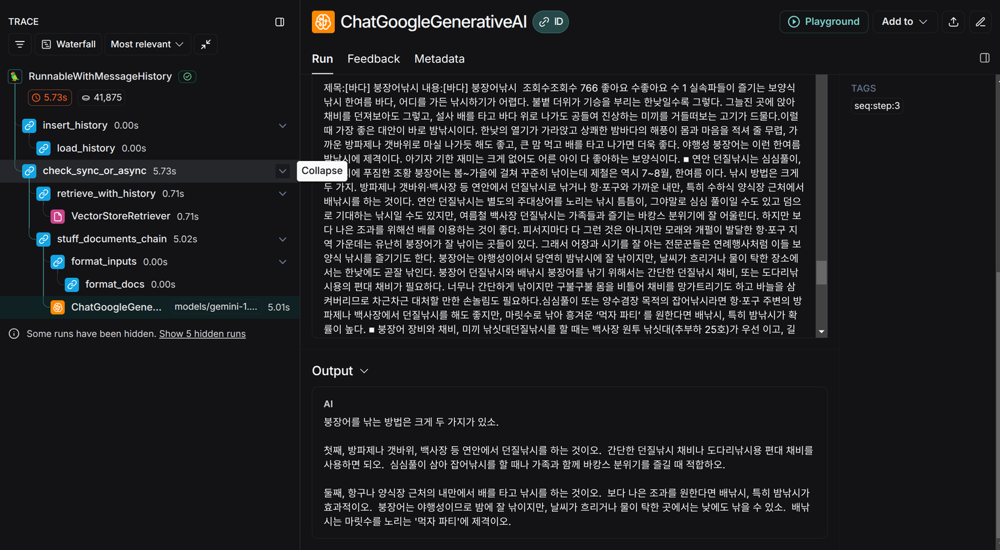 TRACE
Waterfall
Most relevant
RunnableWithMessageHistory
5.73s
41,875
insert_history 0.00s
load_history 0.00s
check_sync_or_async 5.73s
Collapse
retrieve_with_history 0.71s
VectorStoreRetriever 0.71s
stuff_documents_chain 5.02s
format_inputs 0.00s
format_docs 0.00s
ChatGoogleGene... models/gemini-1.... 5.01s
Some runs have been hidden. Show 5 hidden runs
ChatGoogleGenerativeAI
ID
Playground
Add to
Run Feedback Metadata
제목:[바다] 붕장어낚시 내용:[바다] 붕장어낚시 조회수조회수 766 좋아요 수좋아요 수 1 실속파들이 즐기는 보양식
낚시 한여름 바다, 어디를 가든 낚시하기가 어렵다. 불볕 더위가 기승을 부리는 한낮일수록 그렇다. 그늘진 곳에 앉아
채비를 던져보아도 그렇고, 설사 배를 타고 바다 위로 나가도 공들여 진상하는 미끼를 거들떠보는 고기가 드물다.이럴
때 가장 좋은 대안이 바로 밤낚시이다. 한낮의 열기가 가라앉고 상쾌한 밤바다의 해풍이 몸과 마음을 적셔 줄 무렵, 가
까운 방파제나 갯바위로 마실 나가듯 해도 좋고, 큰 맘 먹고 배를 타고 나가면 더욱 좋다. 야행성 붕장어는 이런 한여름
밤낚시에 제격이다. 아기자 기한 재미는 크게 없어도 어른 아이 다 좋아하는 보양식이다. ■ 연안 던질낚시는 심심풀이,
에 푸짐한 조황 붕장어는 봄~가을에 걸쳐 꾸준히 낚이는데 제철은 역시 7~8월, 한여름 이다. 낚시 방법은 크게
두 가지. 방파제나 갯바위·백사장 등 연안에서 던질낚시로 낚거나 항·포구와 가까운 내만, 특히 수하식 양식장 근처에서
배낚시를 하는 것이다. 연안 던질낚시는 별도의 주대상어를 노리는 낚시 틈틈이, 그야말로 심심 풀이일 수도 있고 덤으
로 기대하는 낚시일 수도 있지만, 여름철 백사장 던질낚시는 가족들과 즐기는 바캉스 분위기에 잘 어울린다. 하지만 보
다 나은 조과를 위해선 배를 이용하는 것이 좋다. 피서지마다 다 그런 것은 아니지만 모래와 개펄이 발달한 항·포구 지
역 가운데는 유난히 붕장어가 잘 낚이는 곳들이 있다. 그래서 어장과 시기를 잘 아는 전문꾼들은 연례행사처럼 이들 보
양식 낚시를 즐기기도 한다. 붕장어는 야행성이어서 당연히 밤낚시에 잘 낚이지만, 날씨가 흐리거나 물이 탁한 장소에
서는 한낮에도 곧잘 낚인다. 붕장어 던질낚시와 배낚시 붕장어를 낚기 위해서는 간단한 던질낚시 채비, 또는 도다리낚
시용의 편대 채비가 필요하다. 너무나 간단하게 낚이지만 구불구불 몸을 비틀어 채비를 망가트리기도 하고 바늘을 삼
켜버리므로 차근차근 대처할 만한 손놀림도 필요하다.심심풀이 또는 양수겸장 목적의 잡어낚시라면 항·포구 주변의 방
파제나 백사장에서 던질낚시를 해도 좋지만, 마릿수로 낚아 흥겨운 ‘먹자 파티’ 를 원한다면 배낚시, 특히 밤낚시가 확
률이 높다. ■ 붕장어 장비와 채비, 미끼 낚싯대던질낚시를 할 때는 백사장 원투 낚싯대(추부하 25호)가 우선 이고, 길
Output
AI
붕장어를 낚는 방법은 크게 두 가지가 있소.
첫째, 방파제나 갯바위, 백사장 등 연안에서 던질낚시를 하는 것이오. 간단한 던질낚시 채비나 도다리낚시용 편대 채비를
사용하면 되오. 심심풀이 삼아 잡어낚시를 할 때나 가족과 함께 바캉스 분위기를 즐길 때 적합하오.
둘째, 항구나 양식장 근처의 내만에서 배를 타고 낚시를 하는 것이오. 보다 나은 조과를 원한다면 배낚시, 특히 밤낚시가
효과적이오. 붕장어는 야행성이므로 밤에 잘 낚이지만, 날씨가 흐리거나 물이 탁한 곳에서는 낮에도 낚을 수 있소. 배낚
시는 마릿수를 노리는 '먹자 파티'에 제격이오.
TAGS
seq:step:3